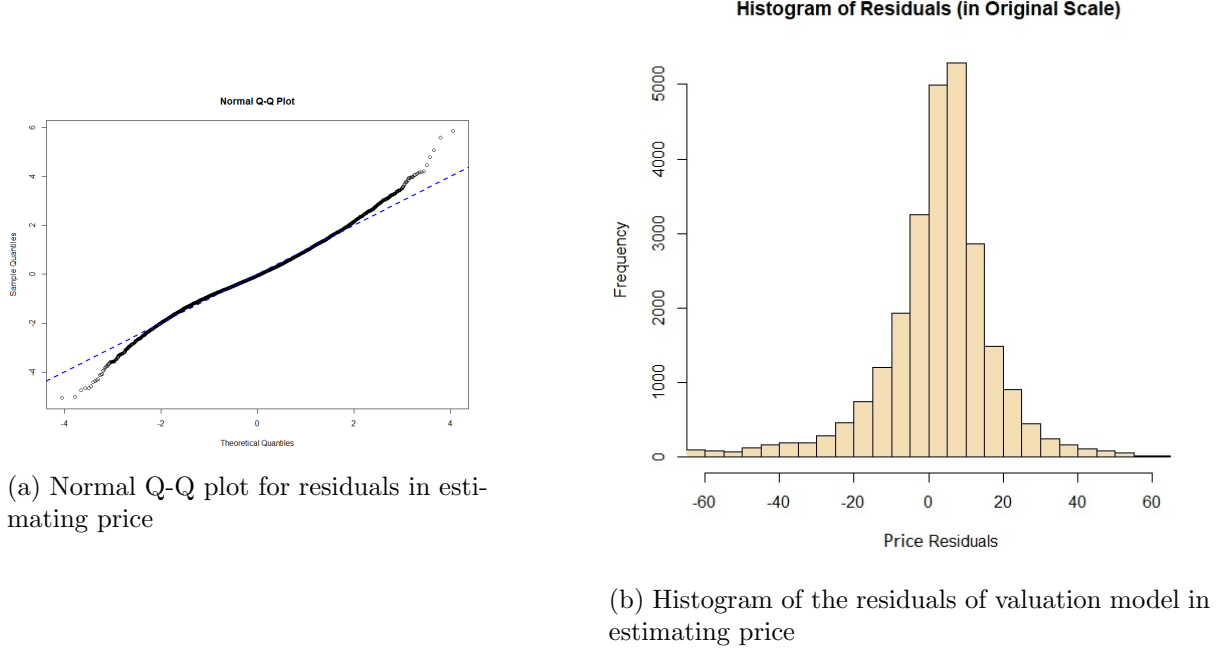 Normal Q-Q Plot
6
4
2
0
-2
-4
Sample Quantiles
-4 -2 0 2 4
Theoretical Quantiles
(a) Normal Q-Q plot for residuals in esti-
mating price
Histogram of Residuals (in Original Scale)
5000
4000
3000
2000
1000
0
Frequency
-60 -40 -20 0 20 40 60
Price Residuals
(b) Histogram of the residuals of valuation model in
estimating price